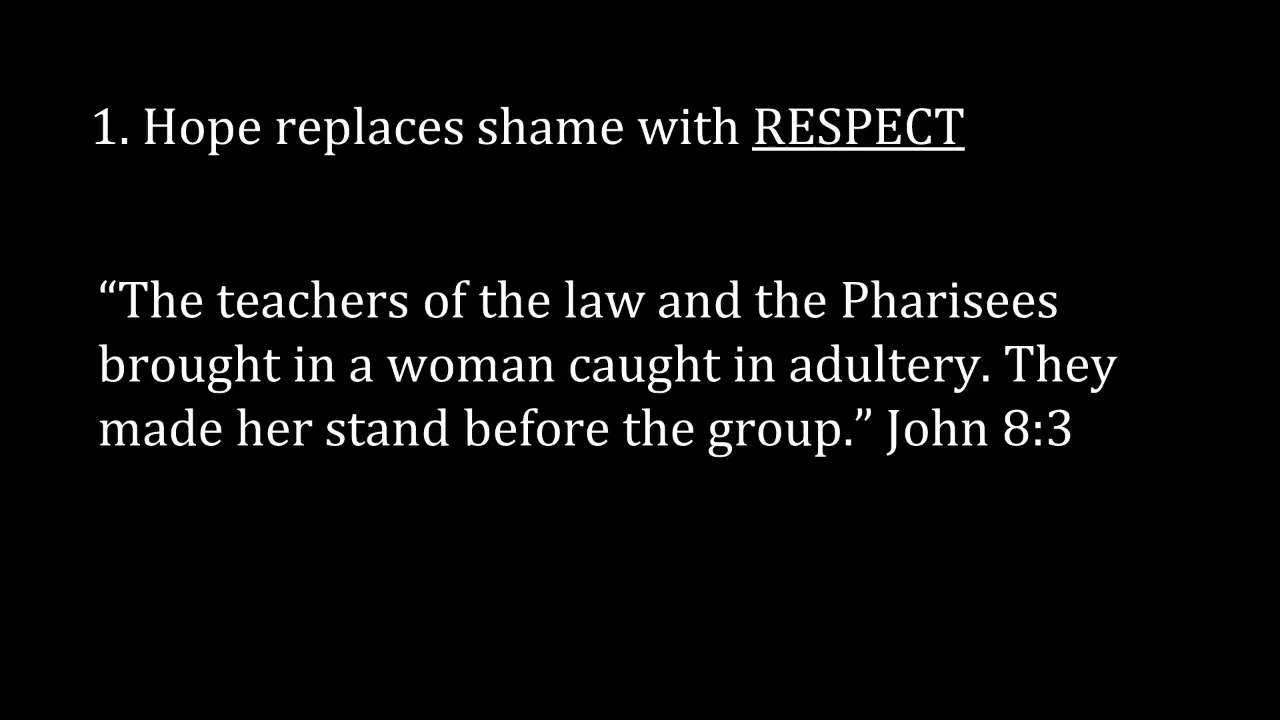 1. Hope replaces shame with RESPECT
“The teachers of the law and the Pharisees
brought in a woman caught in adultery. They
made her stand before the group.” John 8:3